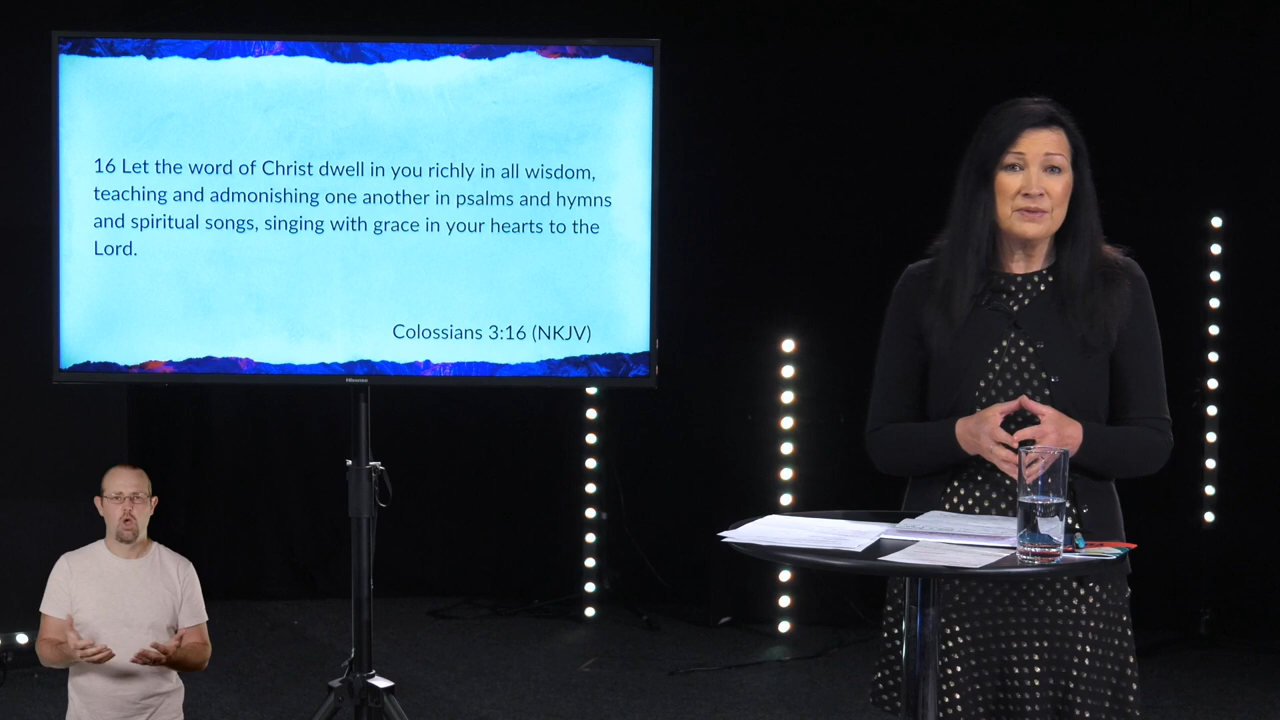 16 Let the word of Christ dwell in you richly in all wisdom,
teaching and admonishing one another in psalms and hymns
and spiritual songs, singing with grace in your hearts to the
Lord.
Colossians 3:16 (NKJV)
Hisense